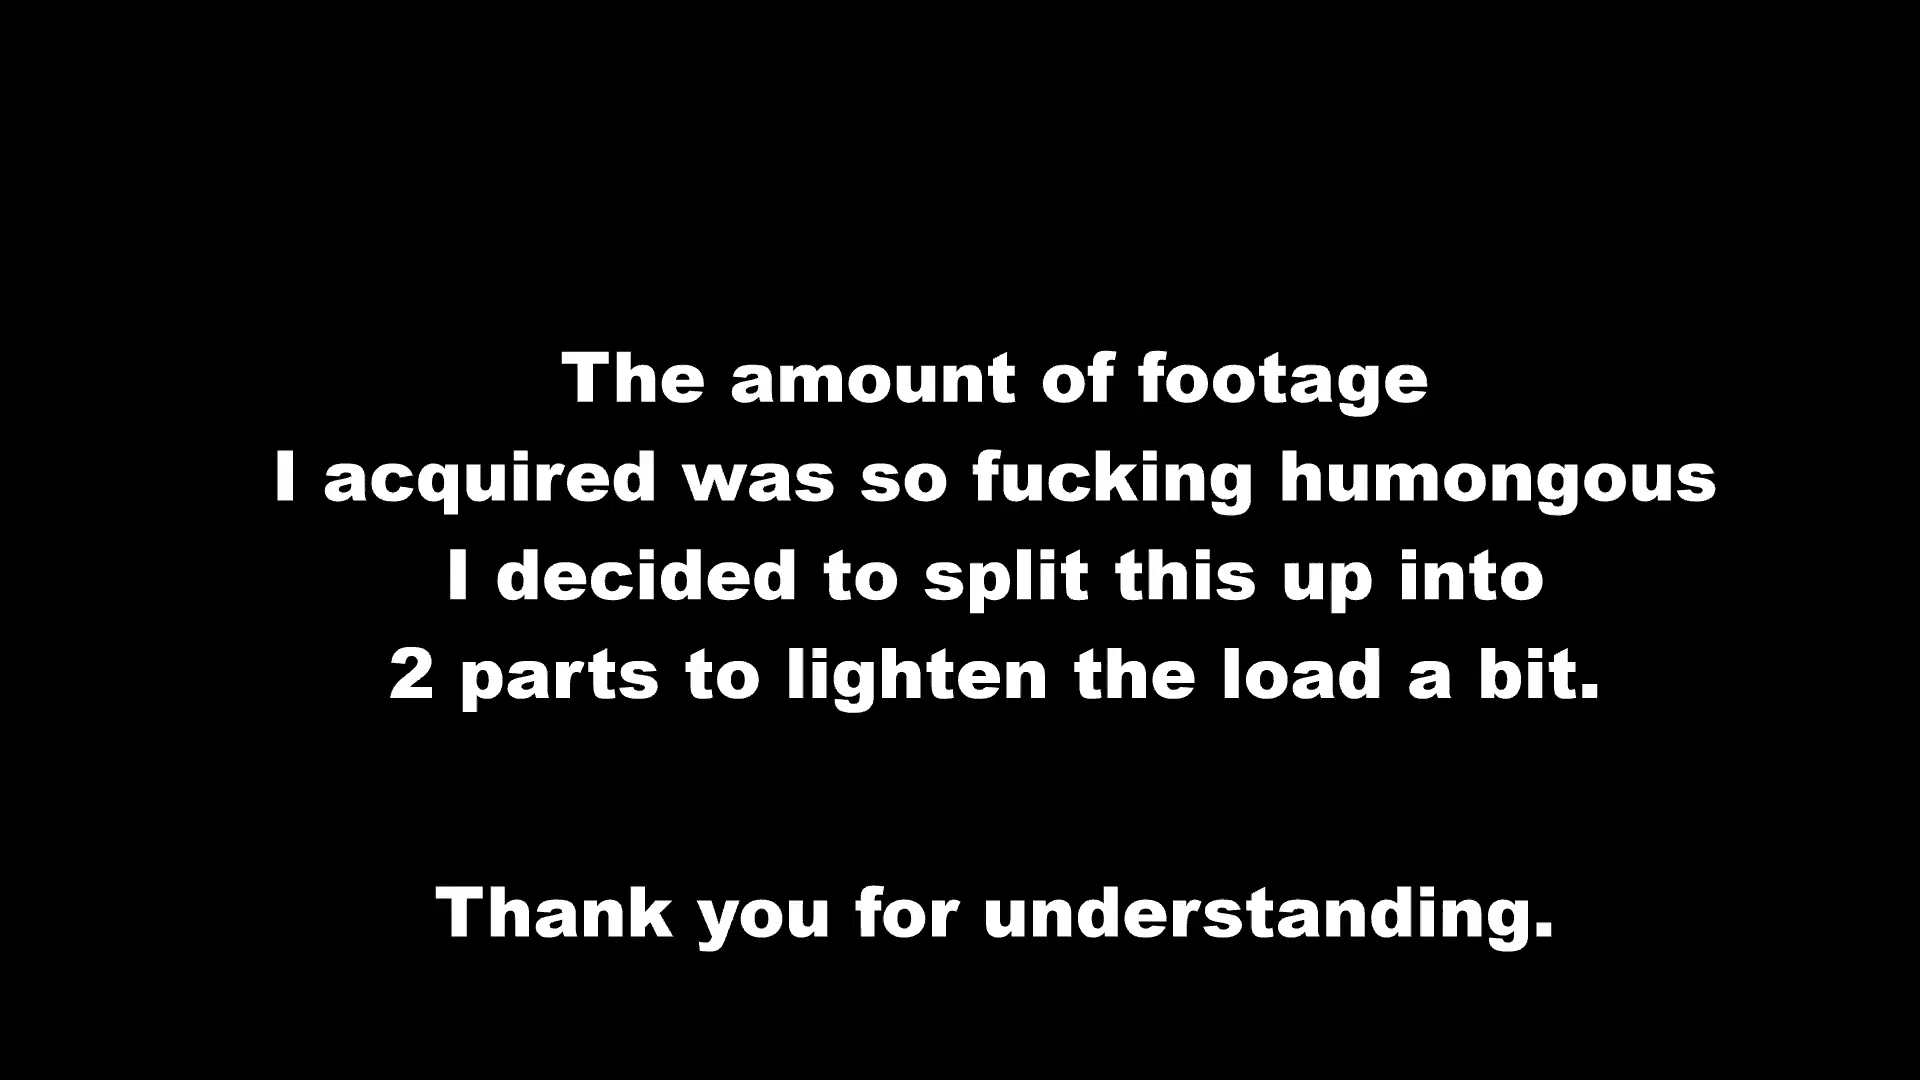 The amount of footage
I acquired was so fucking humongous
I decided to split this up into
2 parts to lighten the load a bit.
Thank you for understanding.